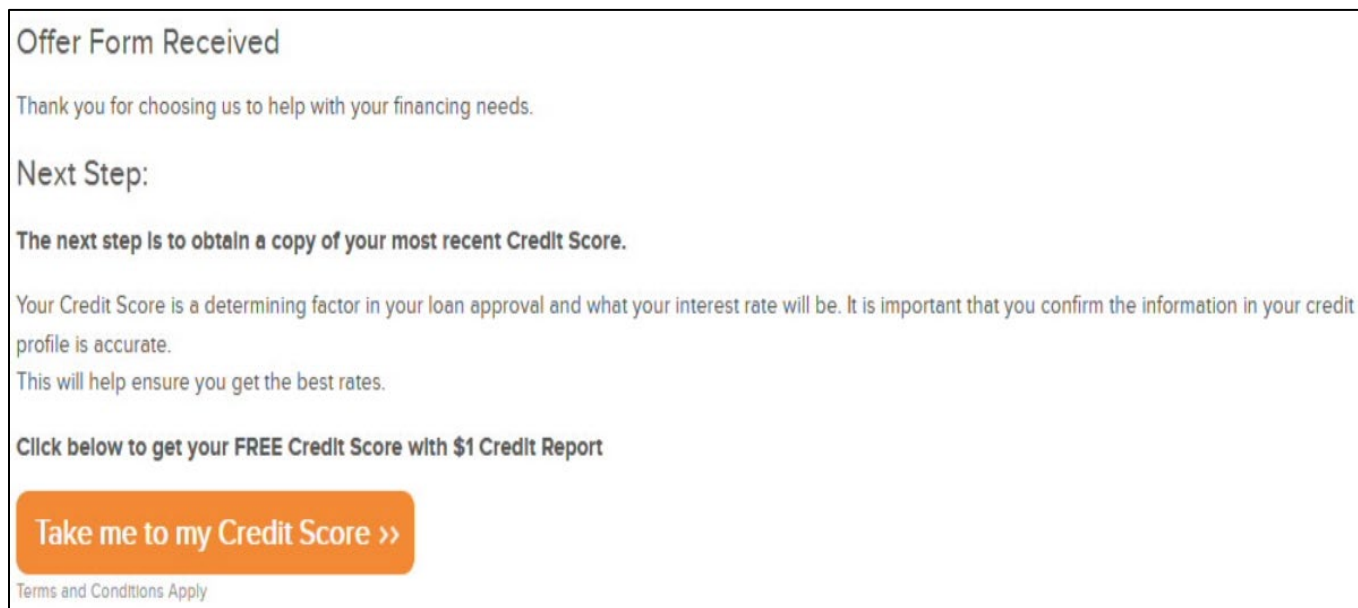 Offer Form Received
Thank you for choosing us to help with your financing needs.
Next Step:
The next step is to obtain a copy of your most recent Credit Score.
Your Credit Score is a determining factor in your loan approval and what your interest rate will be. It is important that you confirm the information in your credit
profile is accurate.
This will help ensure you get the best rates.
Click below to get your FREE Credit Score with $1 Credit Report
Take me to my Credit Score >>
Terms and Conditions Apply